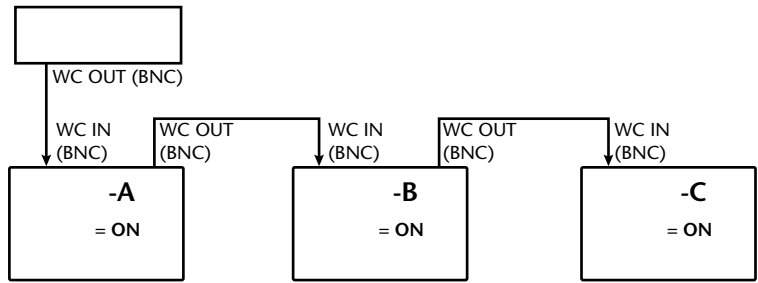 WC OUT (BNC)
WC IN
(BNC)
WC OUT
(BNC)
WC IN
(BNC)
WC OUT
(BNC)
WC IN
(BNC)
-A
= ON
-B
= ON
-C
= ON